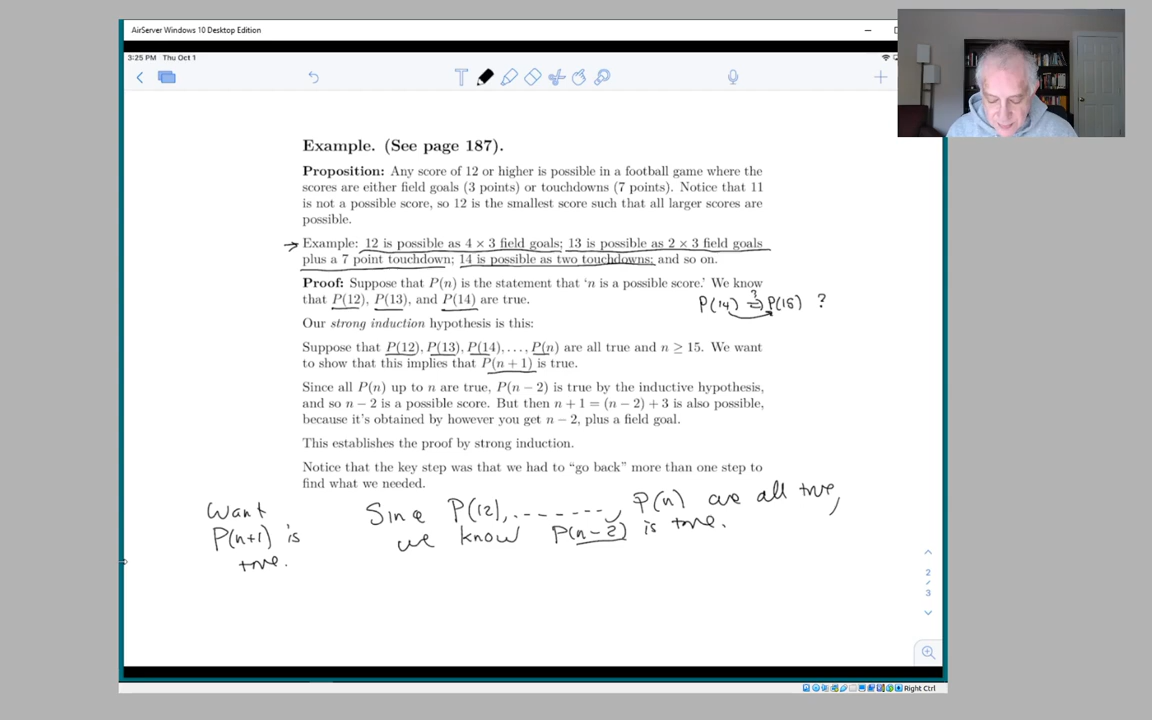 AirServer Windows 10 Desktop Edition
3:25 PM Thu Oct 1
Example. (See page 187).
Proposition: Any score of 12 or higher is possible in a football game where the
scores are either field goals (3 points) or touchdowns (7 points). Notice that 11
is not a possible score, so 12 is the smallest score such that all larger scores are
possible.
Example: 12 is possible as 4 × 3 field goals; 13 is possible as 2 × 3 field goals
plus a 7 point touchdown; 14 is possible as two touchdowns; and so on.
Proof: Suppose that P(n) is the statement that ‘n is a possible score.’ We know
that P(12), P(13), and P(14) are true.
P(14) ?⇒ P(15) ?
Our strong induction hypothesis is this:
Suppose that P(12), P(13), P(14), . . . , P(n) are all true and n ≥ 15. We want
to show that this implies that P(n + 1) is true.
Since all P(n) up to n are true, P(n − 2) is true by the inductive hypothesis,
and so n − 2 is a possible score. But then n + 1 = (n − 2) + 3 is also possible,
because it's obtained by however you get n − 2, plus a field goal.
This establishes the proof by strong induction.
Notice that the key step was that we had to “go back” more than one step to
find what we needed.
Want
P(n+1) is
true.
Since P(12), - - - - - - - , P(n) are all true,
we know P(n-2) is true.
2
/
3
Right Ctrl